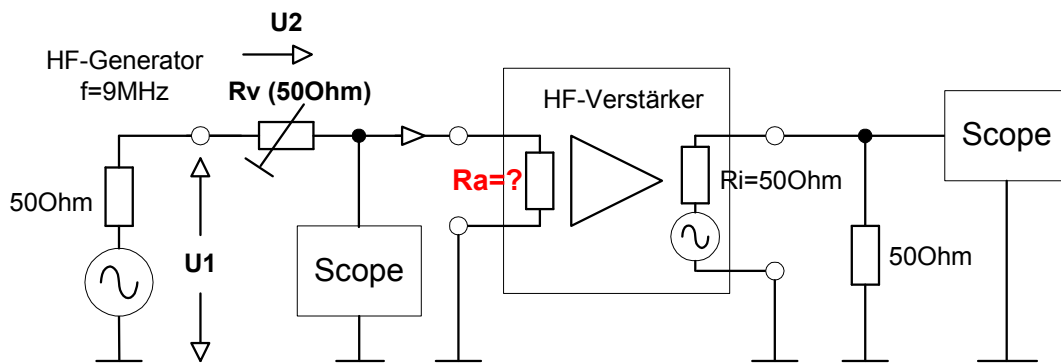 U2
HF-Generator
f=9MHz
Rv (50Ohm)
HF-Verstärker
Scope
50Ohm
Ra=?
Ri=50Ohm
U1
Scope
50Ohm